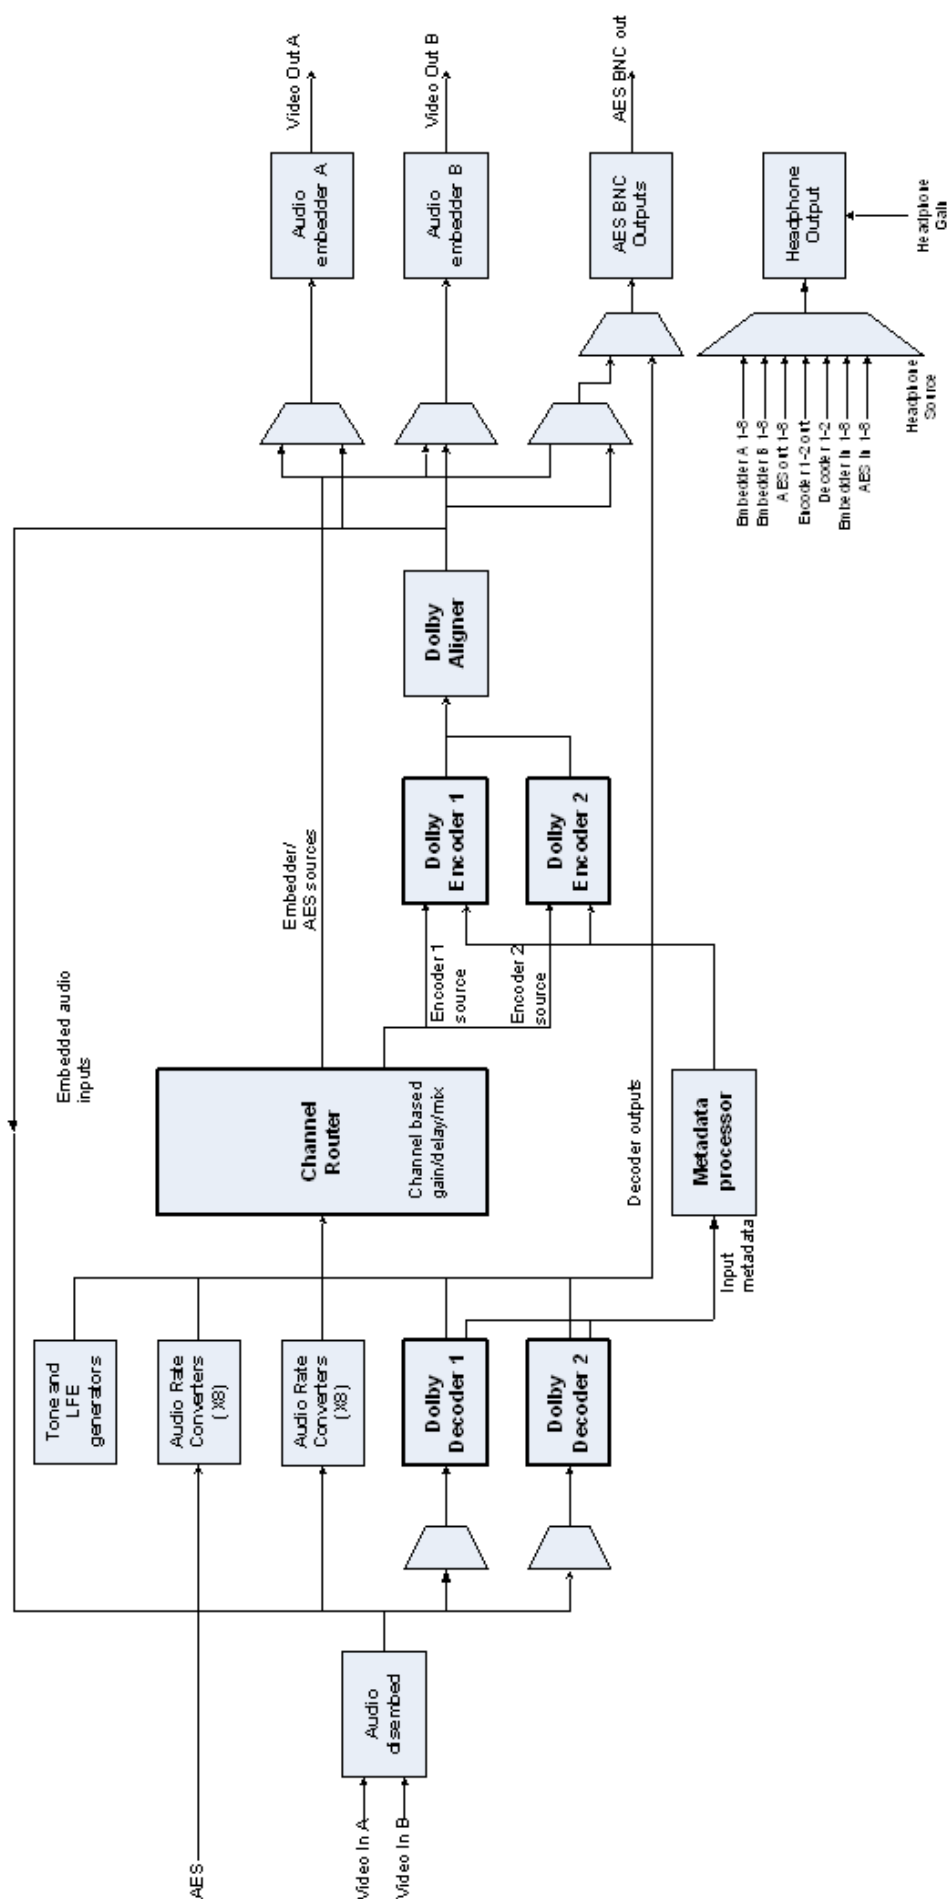 AES
Video In A
Video In B
Audio
disembed
Tone and
LFE
generators
Audio Rate
Converters
(X8)
Audio Rate
Converters
(X8)
Dolby
Decoder 1
Dolby
Decoder 2
Embedded audio
inputs
Channel
Router
Channel based
gain/delay/mix
Decoder outputs
Input
metadata
Metadata
processor
Embedder/
AES sources
Encoder 1
source
Encoder 2
source
Dolby
Encoder 1
Dolby
Encoder 2
Dolby
Aligner
Audio
embedder A
Video Out A
Audio
embedder B
Video Out B
AES BNC
Outputs
AES BNC out
Embedder A 1-8
Embedder B 1-8
AES out 1-8
Encoder 1-2 out
Decoder 1-2
Embedder In 1-8
AES In 1-8
Headphone
Source
Headphone
Output
Headphone
Gain